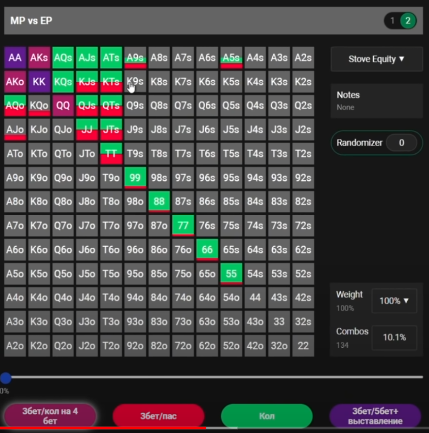 MP vs EP
1 2
AA AKs AQs AJs ATs A9s A8s A7s A6s A5s A4s A3s A2s
AKo KK KQs KJs KTs K9s K8s K7s K6s K5s K4s K3s K2s
AQo KQo QQ QJs QTs Q9s Q8s Q7s Q6s Q5s Q4s Q3s Q2s
AJo KJo QJo JJ JTs J9s J8s J7s J6s J5s J4s J3s J2s
ATo KTo QTo JTo TT T9s T8s T7s T6s T5s T4s T3s T2s
A9o K9o Q9o J9o T9o 99 98s 97s 96s 95s 94s 93s 92s
A8o K8o Q8o J8o T8o 98o 88 87s 86s 85s 84s 83s 82s
A7o K7o Q7o J7o T7o 97o 87o 77 76s 75s 74s 73s 72s
A6o K6o Q6o J6o T6o 96o 86o 76o 66 65s 64s 63s 62s
A5o K5o Q5o J5o T5o 95o 85o 75o 65o 55 54s 53s 52s
A4o K4o Q4o J4o T4o 94o 84o 74o 64o 54o 44 43s 42s
A3o K3o Q3o J3o T3o 93o 83o 73o 63o 53o 43o 33 32s
A2o K2o Q2o J2o T2o 92o 82o 72o 62o 52o 42o 32o 22
Stove Equity ▼
Notes
None
Randomizer 0
Weight
100%
100% ▼
Combos
134
10.1%
0%
3бет/кол на 4
бет
3бет/пас
Кол
3бет/5бет+
выставление